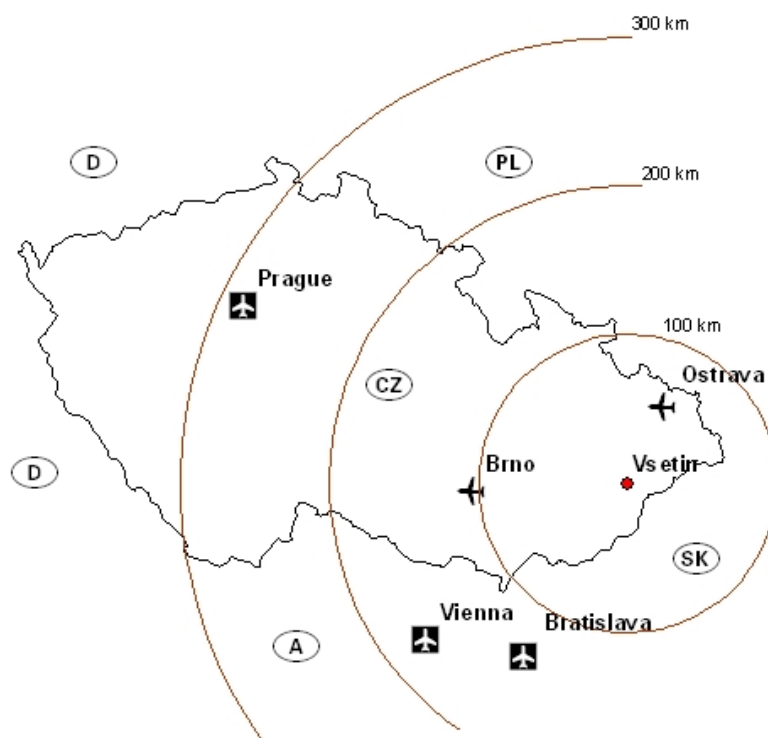 300 km
D
PL
200 km
Prague
100 km
CZ
Ostrava
Brno
Vsetin
D
SK
Vienna
Bratislava
A